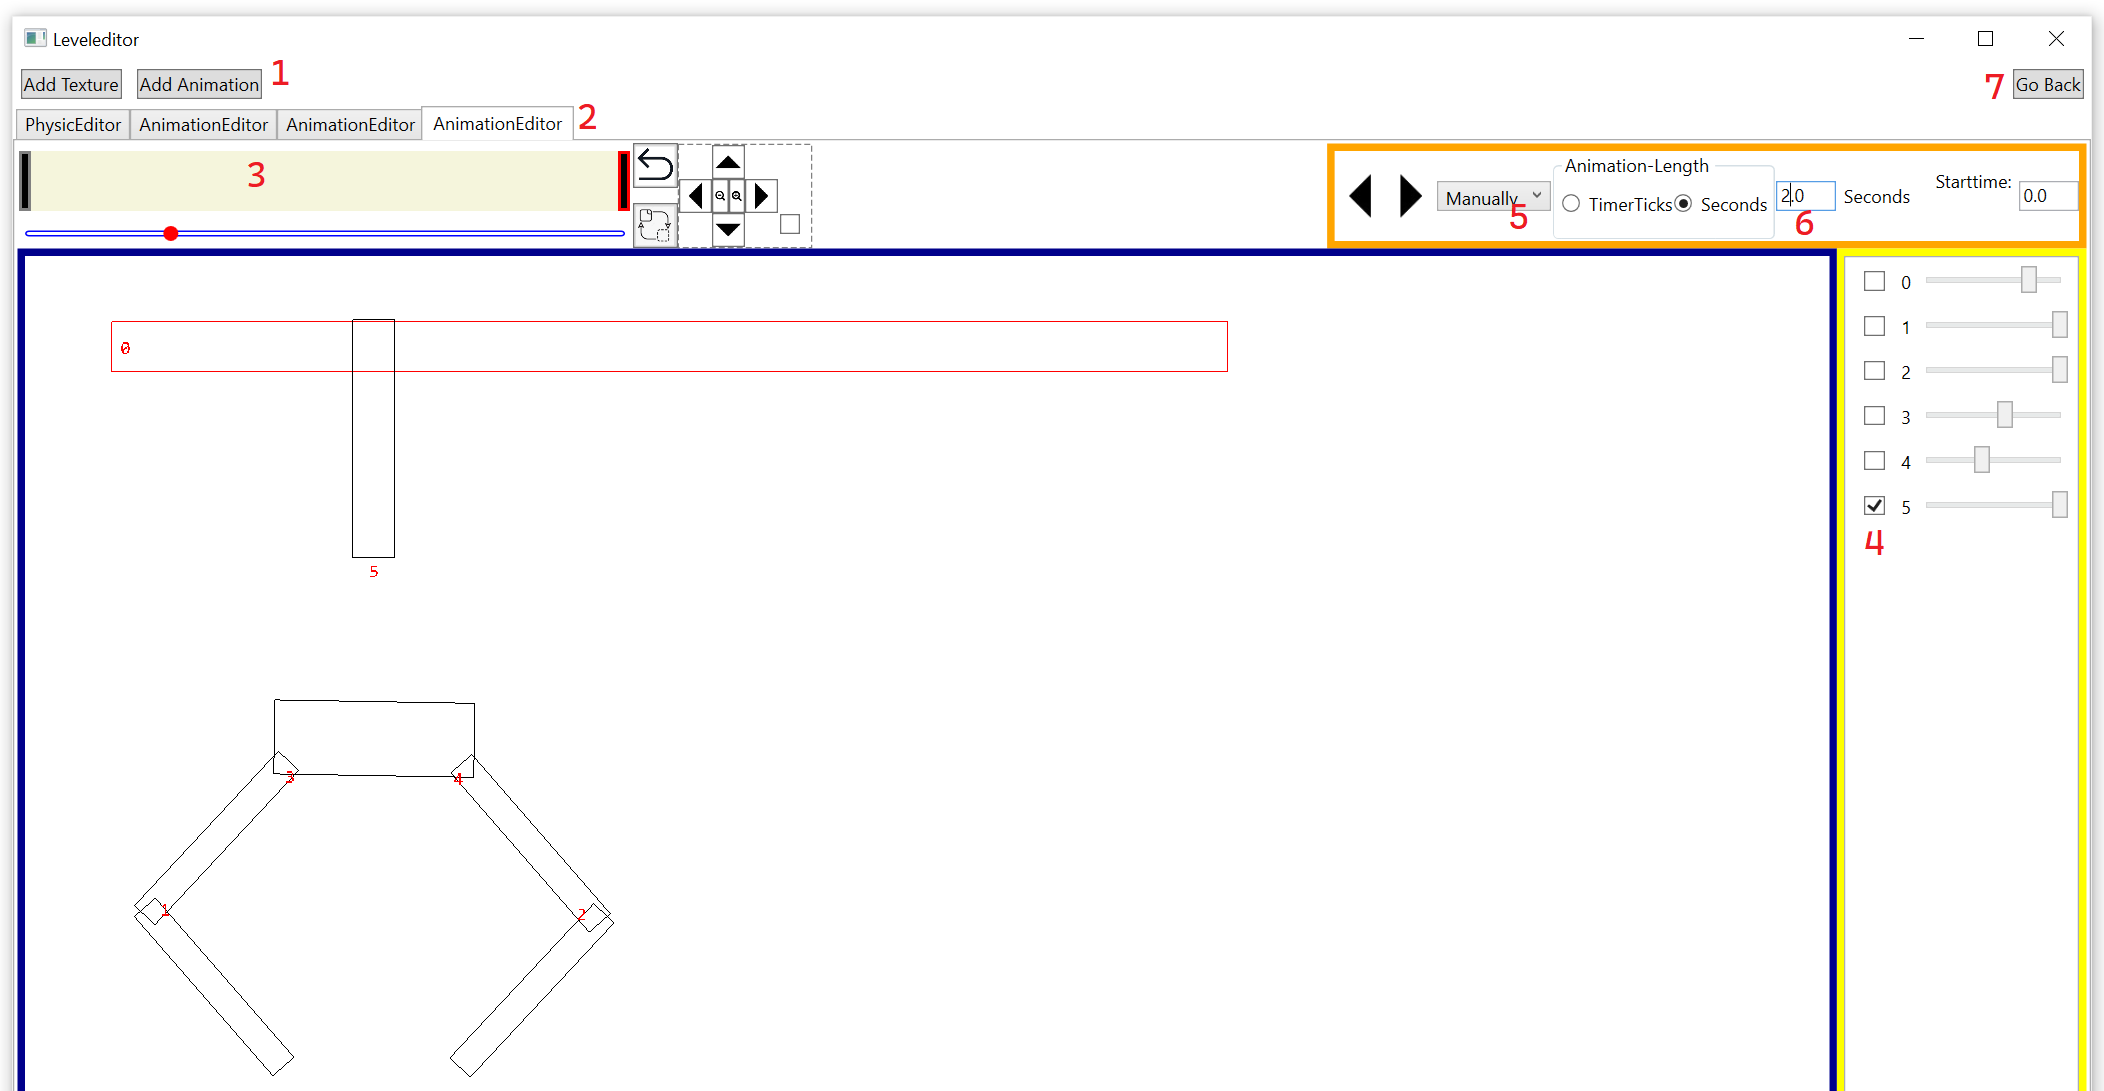 Leveleditor
Add Texture Add Animation 1 7 Go Back
PhysicEditor AnimationEditor AnimationEditor AnimationEditor 2
3
Animation-Length
Manually 5 TimerTicks Seconds 2.0 6 Seconds Starttime: 0.0
0
1
2
3
4
5
4
0
5
3
4
1
2